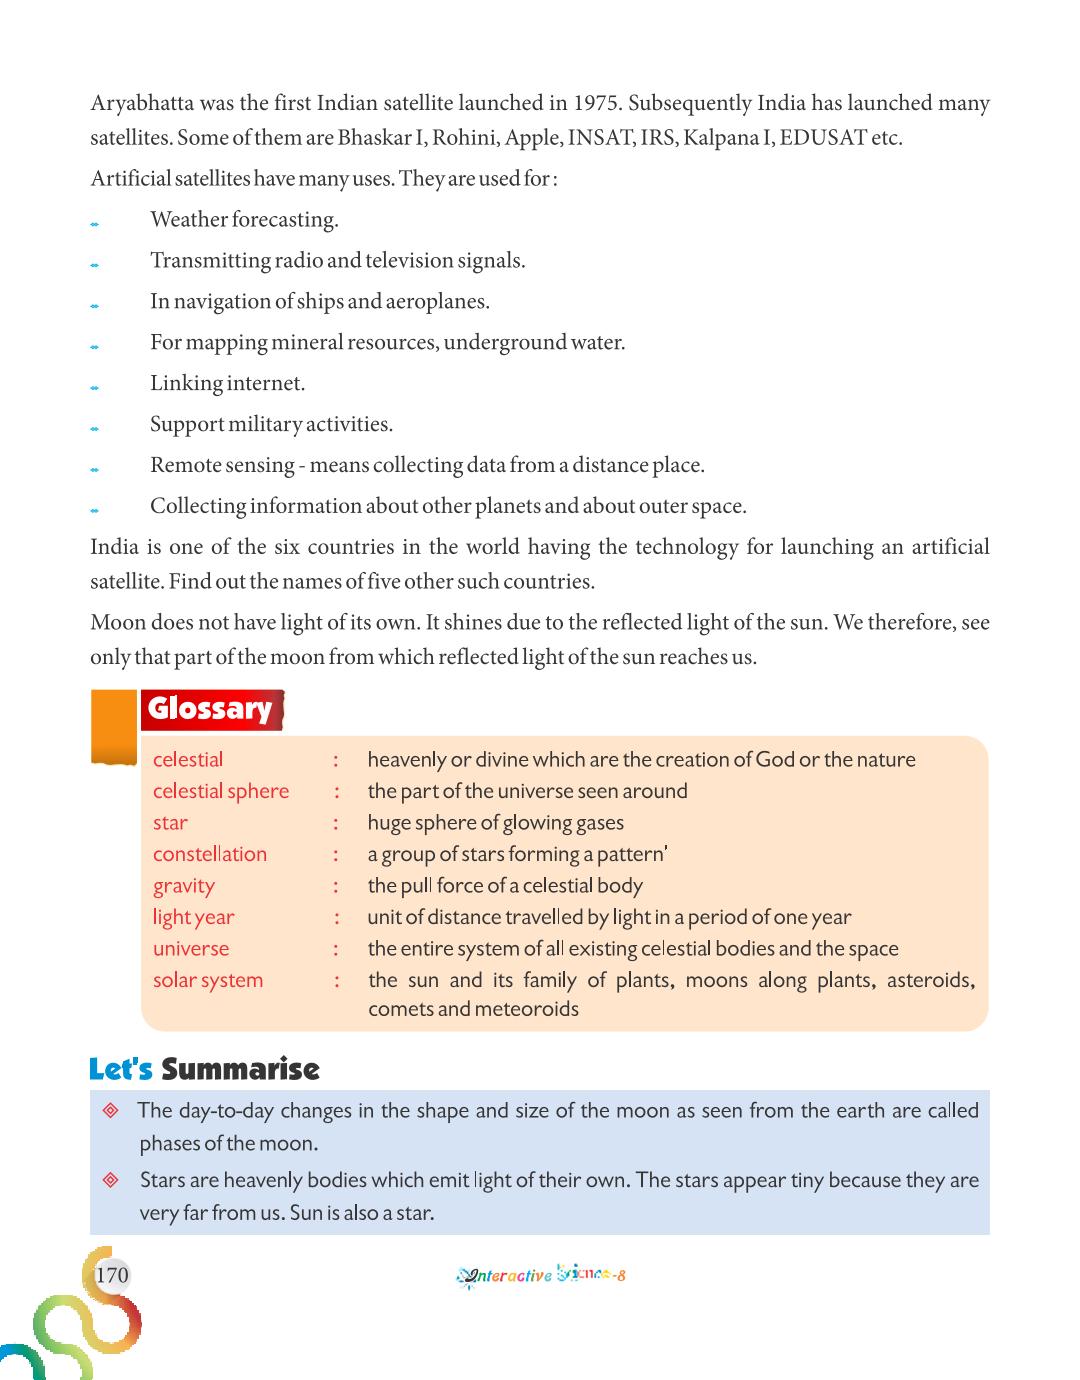 Aryabhatta was the first Indian satellite launched in 1975. Subsequently India has launched many
satellites. Some of them are Bhaskar I, Rohini, Apple, INSAT, IRS, Kalpana I, EDUSAT etc.
Artificial satellites have many uses. They are used for :
Weather forecasting.
Transmitting radio and television signals.
In navigation of ships and aeroplanes.
For mapping mineral resources, underground water.
Linking internet.
Support military activities.
Remote sensing - means collecting data from a distance place.
Collecting information about other planets and about outer space.
India is one of the six countries in the world having the technology for launching an artificial
satellite. Find out the names of five other such countries.
Moon does not have light of its own. It shines due to the reflected light of the sun. We therefore, see
only that part of the moon from which reflected light of the sun reaches us.
Glossary
celestial : heavenly or divine which are the creation of God or the nature
celestial sphere : the part of the universe seen around
star : huge sphere of glowing gases
constellation : a group of stars forming a pattern'
gravity : the pull force of a celestial body
light year : unit of distance travelled by light in a period of one year
universe : the entire system of all existing celestial bodies and the space
solar system : the sun and its family of plants, moons along plants, asteroids,
comets and meteoroids
Let's Summarise
The day-to-day changes in the shape and size of the moon as seen from the earth are called
phases of the moon.
Stars are heavenly bodies which emit light of their own. The stars appear tiny because they are
very far from us. Sun is also a star.
170
Interactive Science-8